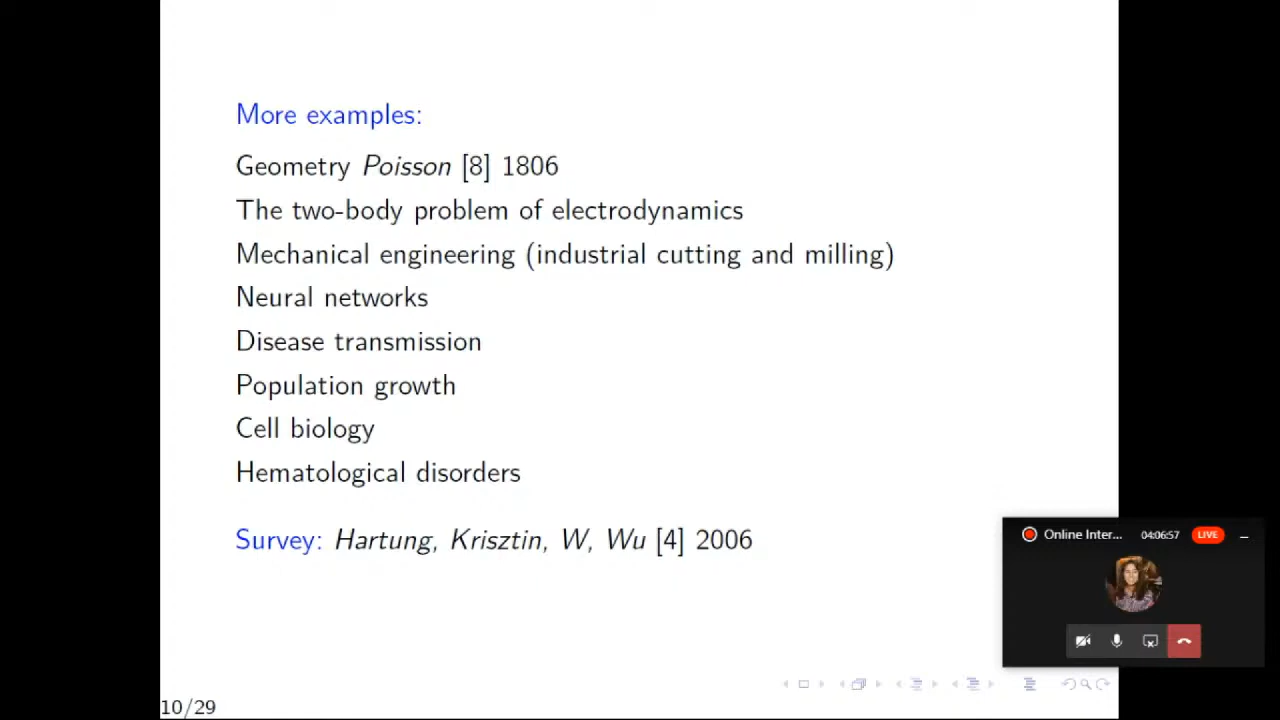 More examples:
Geometry Poisson [8] 1806
The two-body problem of electrodynamics
Mechanical engineering (industrial cutting and milling)
Neural networks
Disease transmission
Population growth
Cell biology
Hematological disorders
Survey: Hartung, Krisztin, W, Wu [4] 2006
Online Inter... 04:06:57 LIVE
10/29